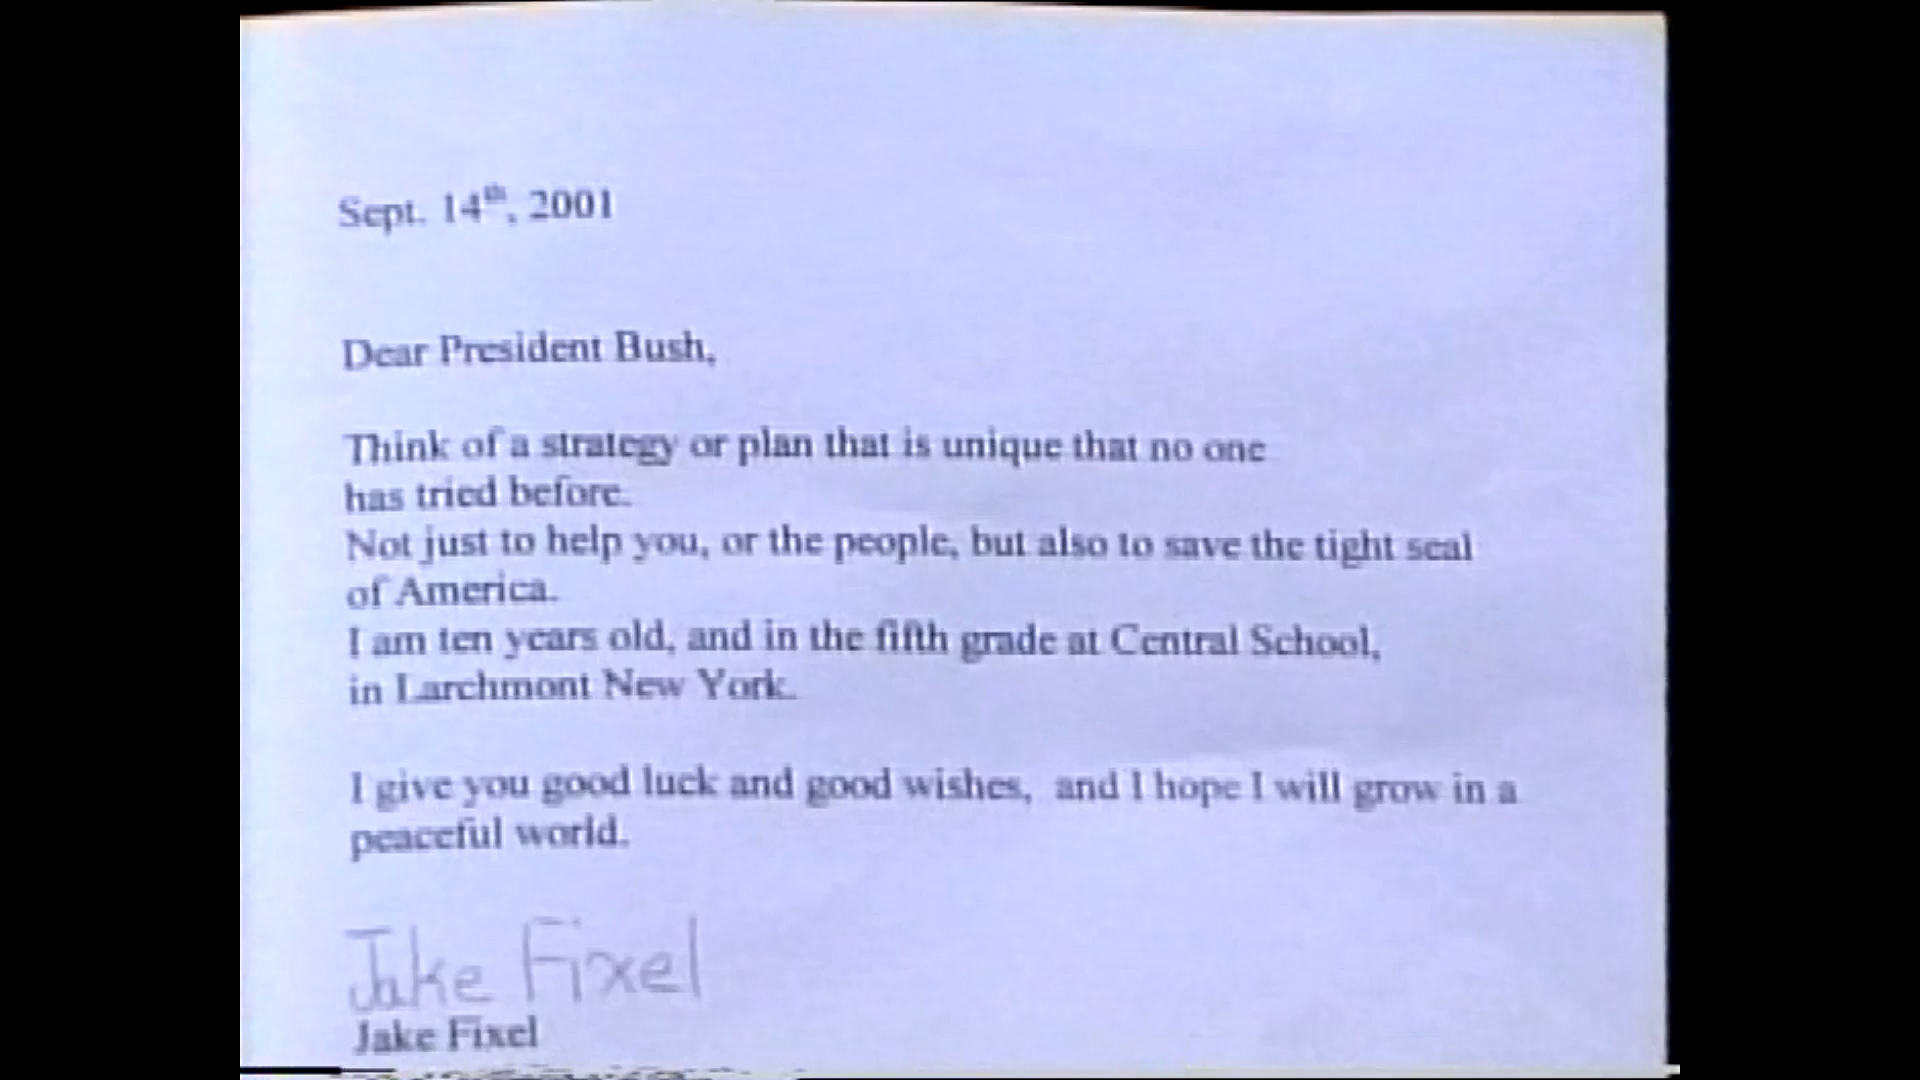 Sept. 14th, 2001
Dear President Bush,
Think of a strategy or plan that is unique that no one
has tried before.
Not just to help you, or the people, but also to save the tight seal
of America.
I am ten years old, and in the fifth grade at Central School,
in Larchmont New York.
I give you good luck and good wishes, and I hope I will grow in a
peaceful world.
Jake Fixel
Jake Fixel